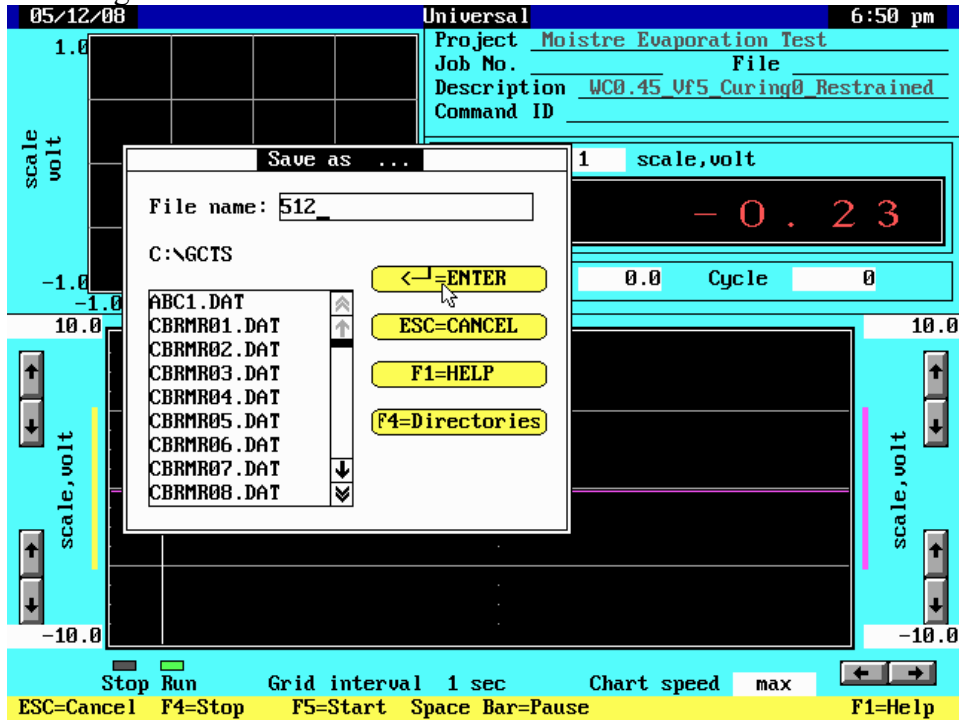 05/12/08 Universal 6:50 pm
Project Moistre Evaporation Test
Job No. File
Description WC0.45_Vf5_Curing0_Restrained
Command ID
1.0
scale
volt
-1.0
-1.0
1 scale,volt
-0.23
0.0 Cycle 0
Save as ...
File name: 512_
C:\GCTS
ABC1.DAT
CBRMR01.DAT
CBRMR02.DAT
CBRMR03.DAT
CBRMR04.DAT
CBRMR05.DAT
CBRMR06.DAT
CBRMR07.DAT
CBRMR08.DAT
<─┘=ENTER
ESC=CANCEL
F1=HELP
F4=Directories
10.0 10.0
scale,volt scale,volt
-10.0 -10.0
Stop Run Grid interval 1 sec Chart speed max
ESC=Cancel F4=Stop F5=Start Space Bar=Pause F1=Help